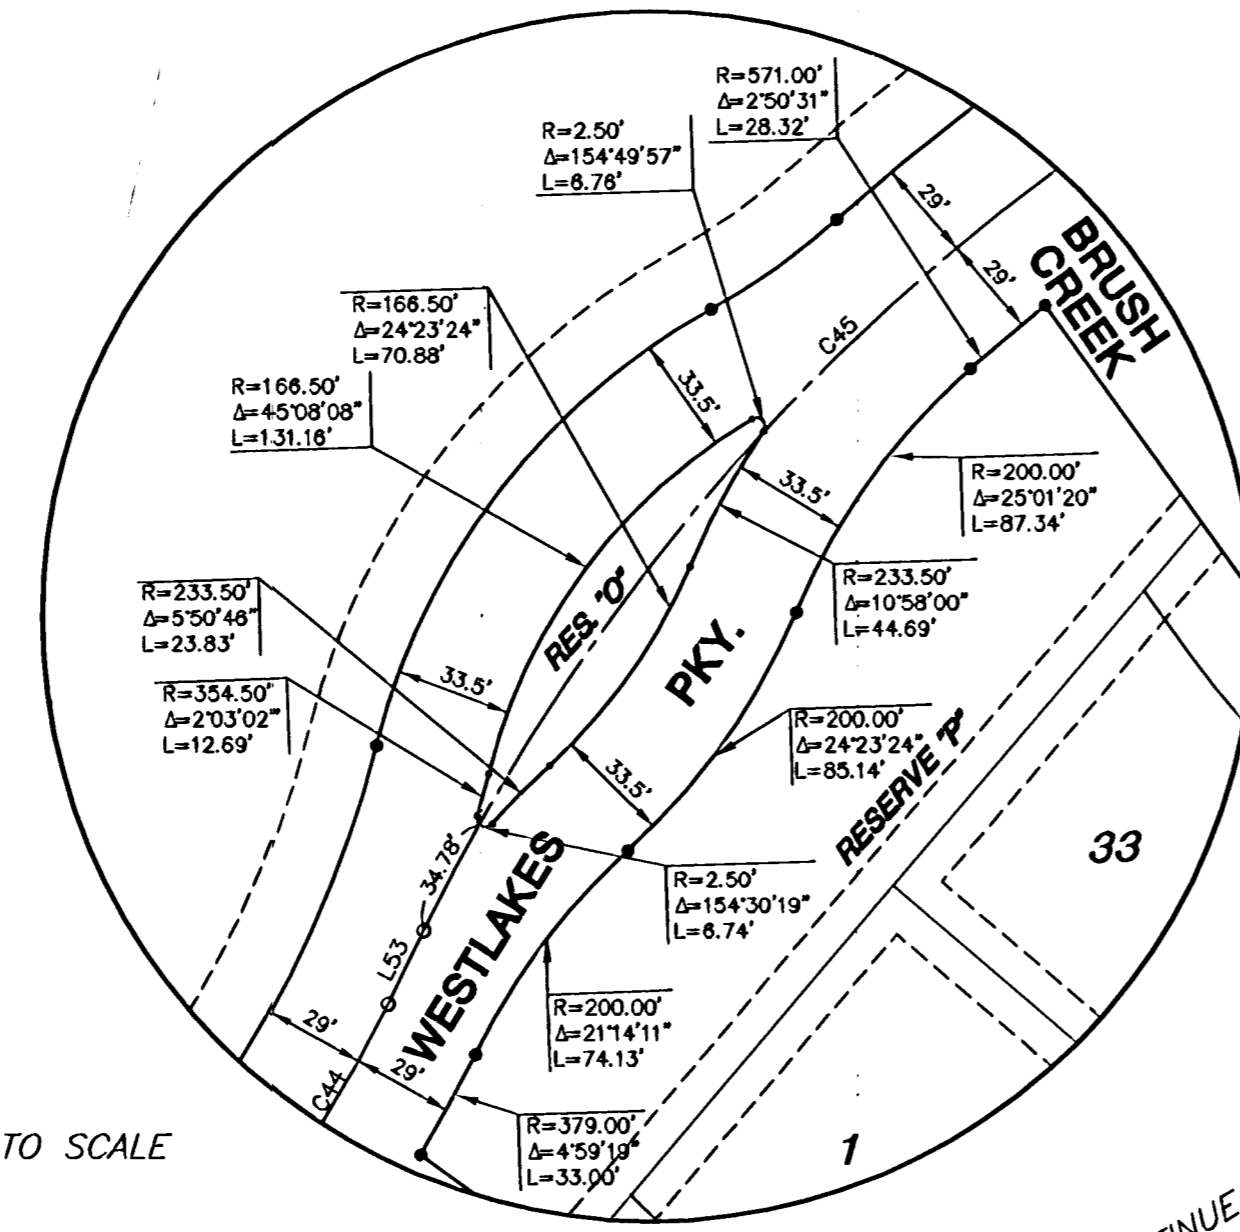 R=571.00'
Δ=2°50'31"
L=28.32'
R=2.50'
Δ=154°49'57"
L=6.76'
29'
29'
BRUSH
CREEK
R=166.50'
Δ=24°23'24"
L=70.88'
C45
33.5'
R=166.50'
Δ=45°08'08"
L=131.16'
33.5'
R=200.00'
Δ=25°01'20"
L=87.34'
R=233.50'
Δ=5°50'46"
L=23.83'
RES. "O"
R=233.50'
Δ=10°58'00"
L=44.69'
PKY.
33.5'
R=354.50'
Δ=2°03'02"
L=12.69'
R=200.00'
Δ=24°23'24"
L=85.14'
33.5'
RESERVE "P"
33
34.78'
WESTLAKES
R=2.50'
Δ=154°30'19"
L=6.74'
L53
R=200.00'
Δ=21°14'11"
L=74.13'
29'
29'
C44
R=379.00'
Δ=4°59'19"
L=33.00'
1
TO SCALE
TINUE